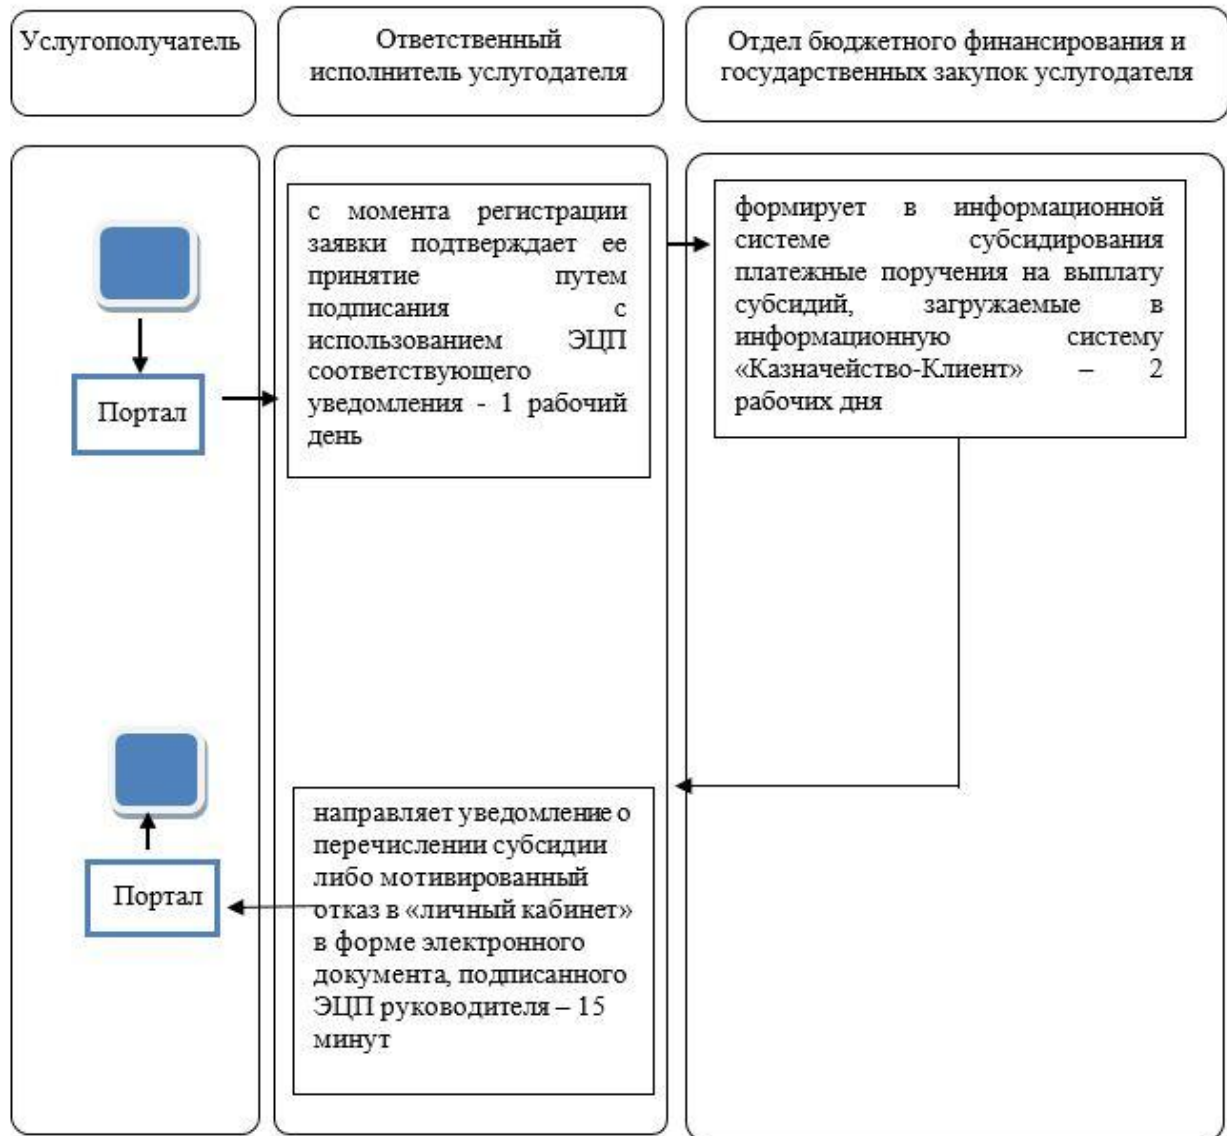 Услугополучатель
Ответственный
исполнитель услугодателя
Отдел бюджетного финансирования и
государственных закупок услугодателя
Портал
с момента регистрации
заявки подтверждает ее
принятие путем
подписания с
использованием ЭЦП
соответствующего
уведомления - 1 рабочий
день
формирует в информационной
системе субсидирования
платежные поручения на выплату
субсидий, загружаемые в
информационную систему
«Казначейство-Клиент» – 2
рабочих дня
направляет уведомление о
перечислении субсидии
либо мотивированный
отказ в «личный кабинет»
в форме электронного
документа, подписанного
ЭЦП руководителя – 15
минут
Портал